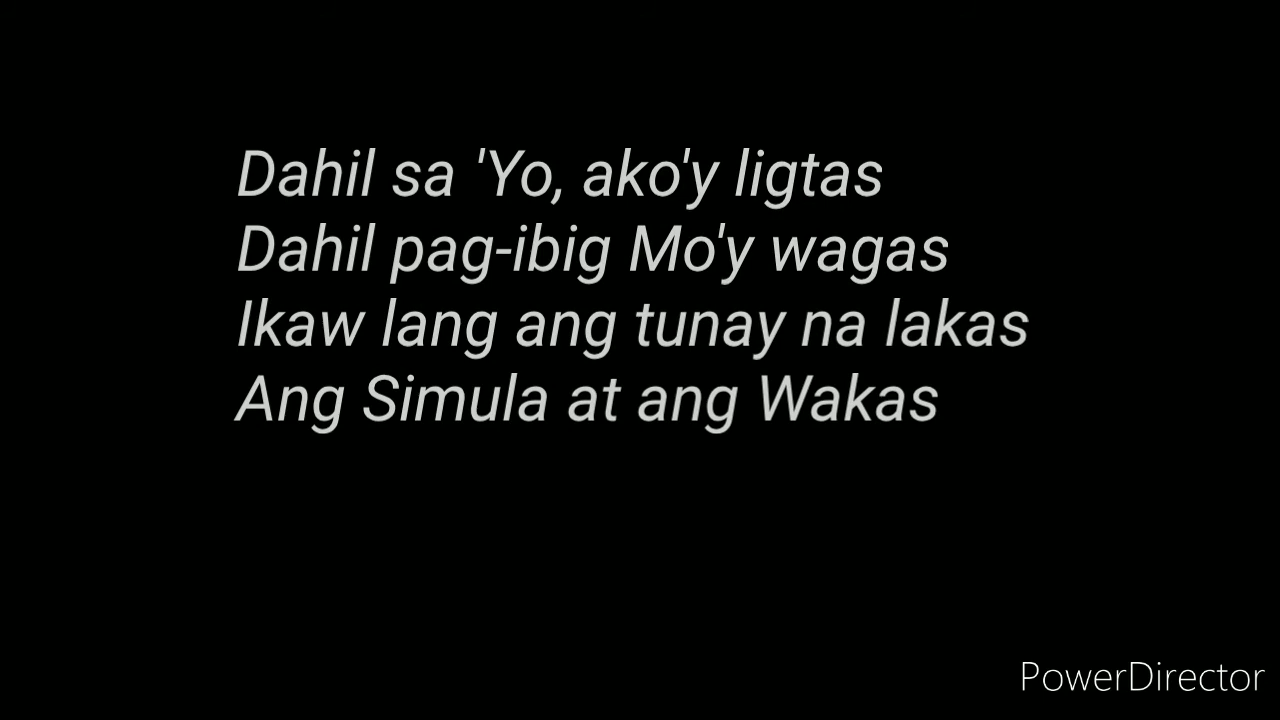 Dahil sa 'Yo, ako'y ligtas
Dahil pag-ibig Mo'y wagas
Ikaw lang ang tunay na lakas
Ang Simula at ang Wakas
PowerDirector